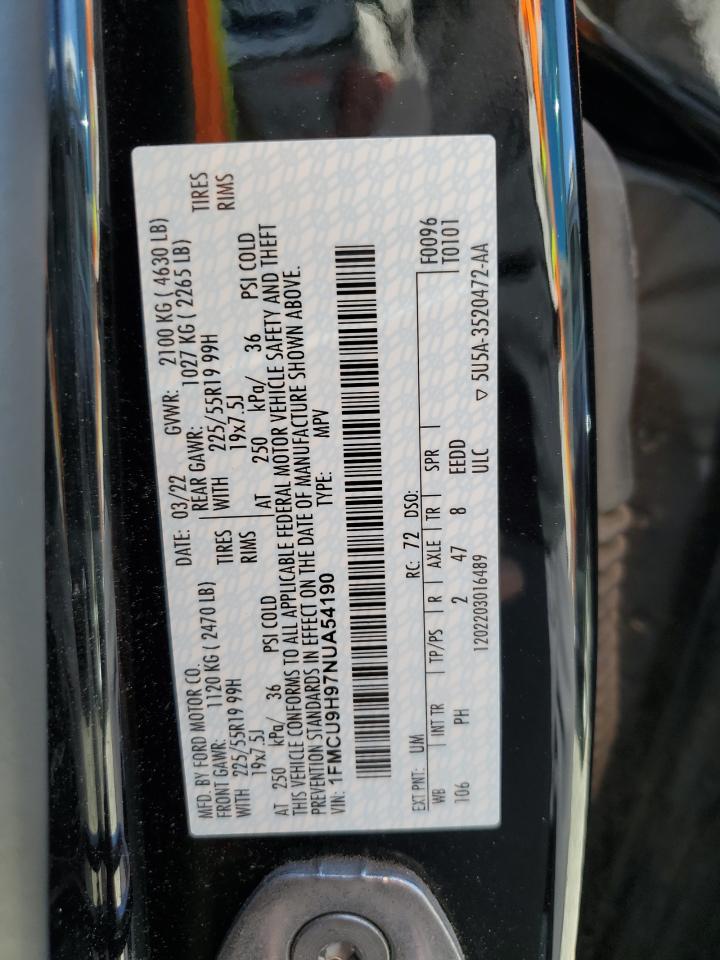 MFD. BY FORD MOTOR CO. DATE: 03/22 GVWR: 2100 KG ( 4630 LB)
FRONT GAWR: 1120 KG ( 2470 LB) REAR GAWR: 1027 KG ( 2265 LB)
WITH 225/55R19 99H TIRES WITH 225/55R19 99H TIRES
19x7.5J RIMS 19x7.5J RIMS
AT 250 kPa/ 36 PSI COLD AT 250 kPa/ 36 PSI COLD
THIS VEHICLE CONFORMS TO ALL APPLICABLE FEDERAL MOTOR VEHICLE SAFETY AND THEFT
PREVENTION STANDARDS IN EFFECT ON THE DATE OF MANUFACTURE SHOWN ABOVE.
VIN: 1FMCU9H97NUA54190 TYPE: MPV
EXT PNT: UM RC: 72 DSO: F0096
WB INT TR TP/PS R AXLE TR SPR T0101
106 PH 2 47 8 EEDD
1202203016489 ULC ▽ 5U5A-3520472-AA